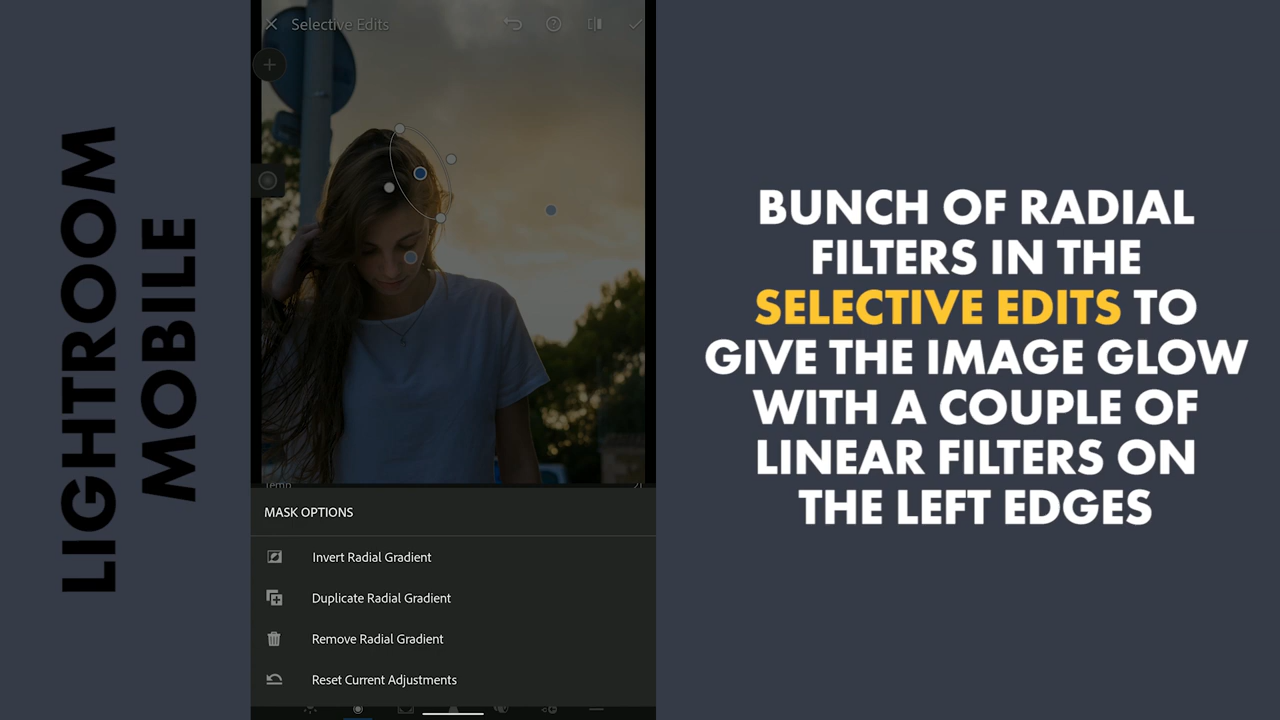 LIGHTROOM
MOBILE
Selective Edits
Temp
21
MASK OPTIONS
Invert Radial Gradient
Duplicate Radial Gradient
Remove Radial Gradient
Reset Current Adjustments
BUNCH OF RADIAL
FILTERS IN THE
SELECTIVE EDITS TO
GIVE THE IMAGE GLOW
WITH A COUPLE OF
LINEAR FILTERS ON
THE LEFT EDGES